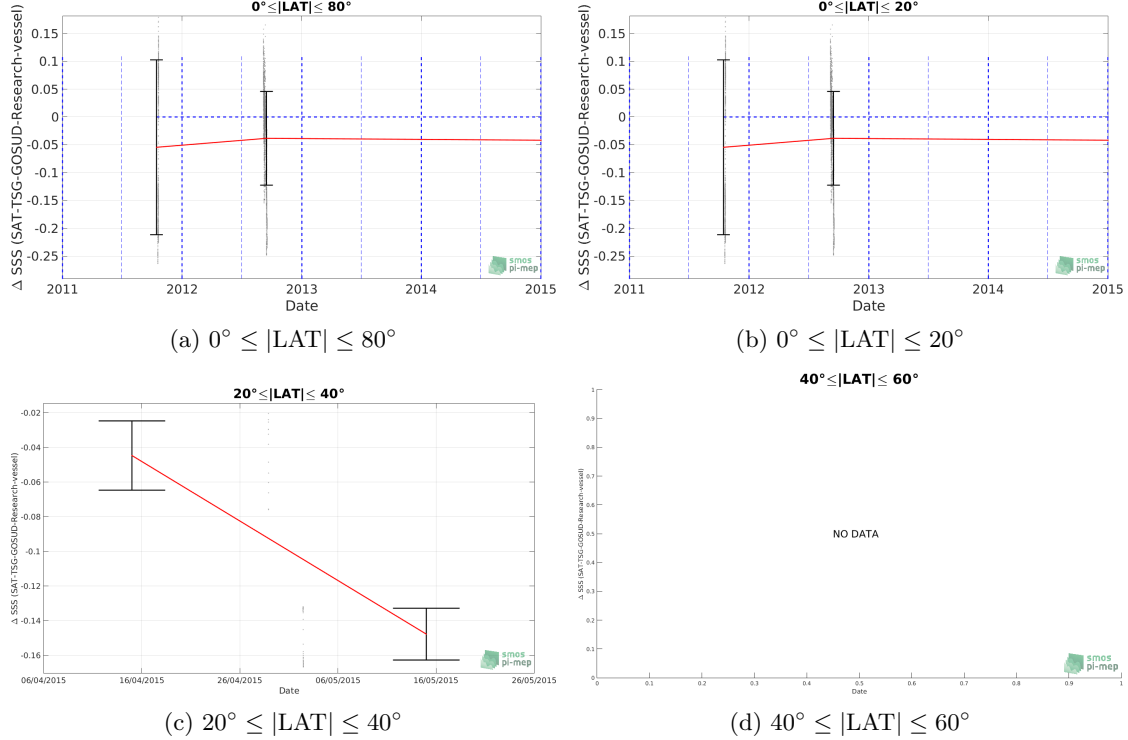 0°≤|LAT|≤ 80°
Δ SSS (SAT-TSG-GOSUD-Research-vessel)
0.15
0.1
0.05
0
-0.05
-0.1
-0.15
-0.2
-0.25
2011 2012 2013 2014 2015
Date
smos
pi-mep
(a) 0° ≤ |LAT| ≤ 80°
0°≤|LAT|≤ 20°
Δ SSS (SAT-TSG-GOSUD-Research-vessel)
0.15
0.1
0.05
0
-0.05
-0.1
-0.15
-0.2
-0.25
2011 2012 2013 2014 2015
Date
smos
pi-mep
(b) 0° ≤ |LAT| ≤ 20°
20°≤|LAT|≤ 40°
Δ SSS (SAT-TSG-GOSUD-Research-vessel)
-0.02
-0.04
-0.06
-0.08
-0.1
-0.12
-0.14
-0.16
06/04/2015 16/04/2015 26/04/2015 06/05/2015 16/05/2015 26/05/2015
Date
smos
pi-mep
(c) 20° ≤ |LAT| ≤ 40°
40°≤|LAT|≤ 60°
Δ SSS (SAT-TSG-GOSUD-Research-vessel)
1
0.9
0.8
0.7
0.6
0.5
0.4
0.3
0.2
0.1
0
NO DATA
0 0.1 0.2 0.3 0.4 0.5 0.6 0.7 0.8 0.9 1
Date
smos
pi-mep
(d) 40° ≤ |LAT| ≤ 60°